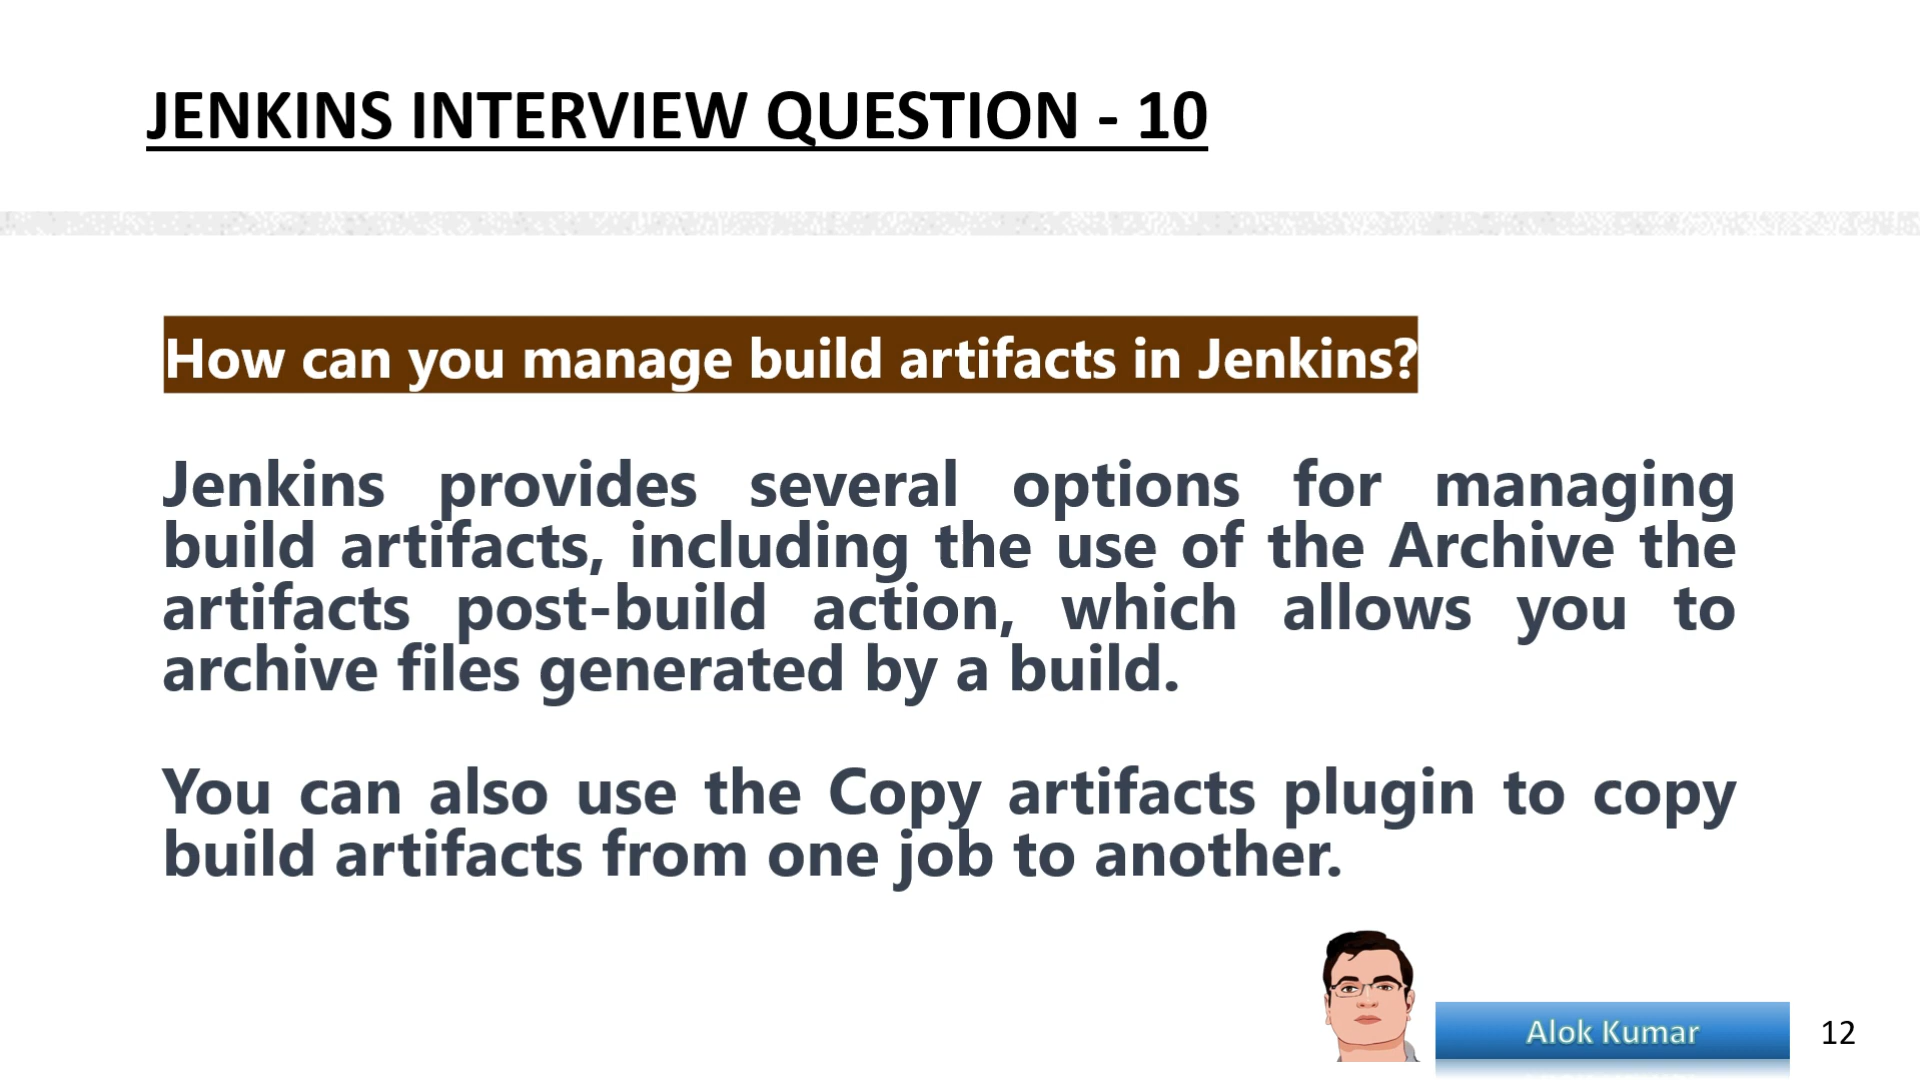 JENKINS INTERVIEW QUESTION - 10
How can you manage build artifacts in Jenkins?
Jenkins provides several options for managing
build artifacts, including the use of the Archive the
artifacts post-build action, which allows you to
archive files generated by a build.
You can also use the Copy artifacts plugin to copy
build artifacts from one job to another.
Alok Kumar
12